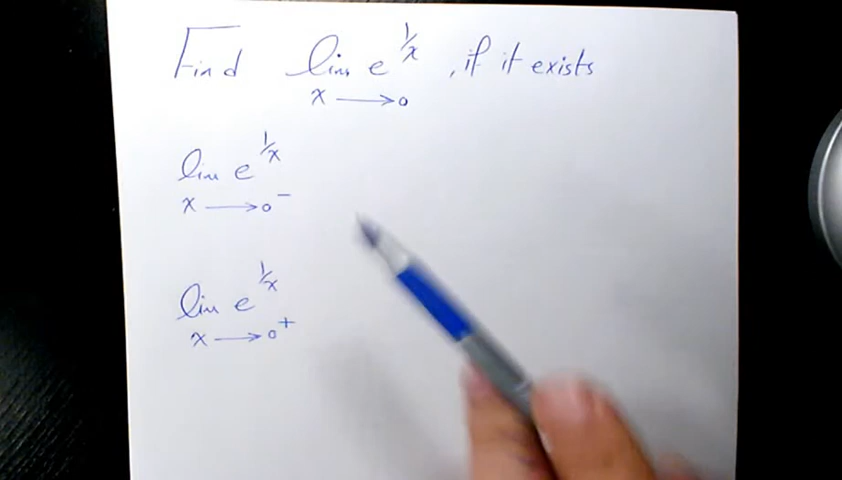 Find lim e^{1/x} , if it exists
x → 0
lim e^{1/x}
x → 0^-
lim e^{1/x}
x → 0^+